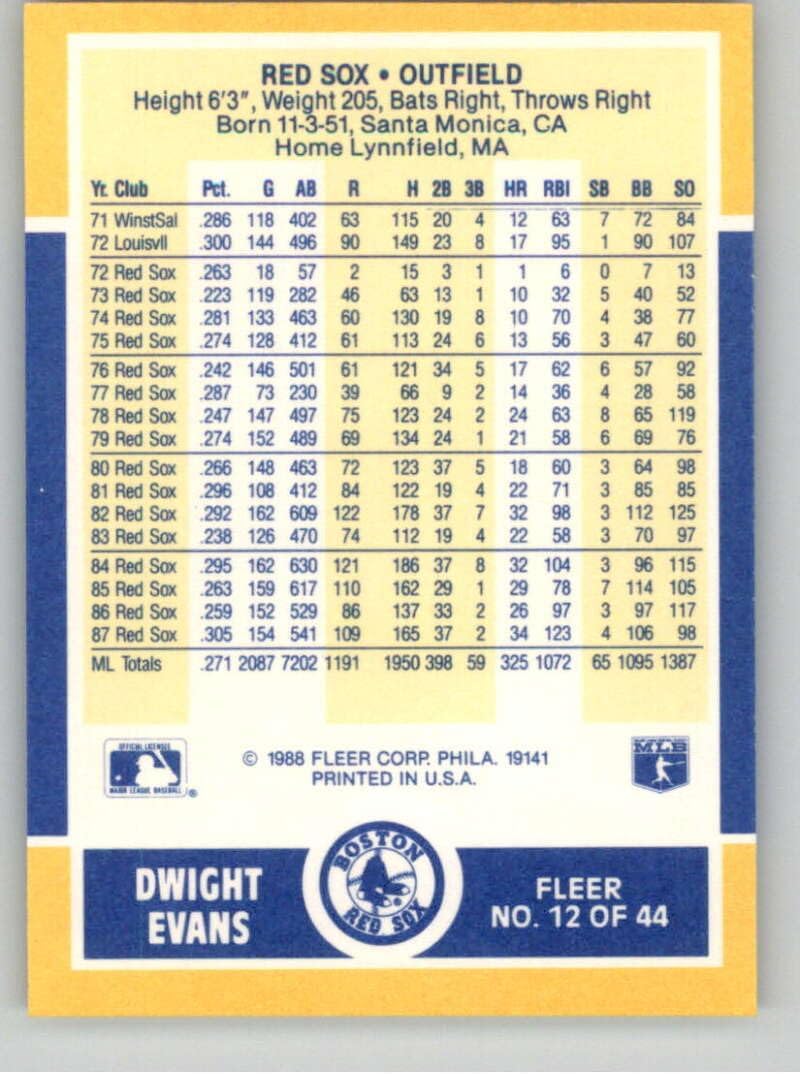 RED SOX • OUTFIELD
Height 6'3", Weight 205, Bats Right, Throws Right
Born 11-3-51, Santa Monica, CA
Home Lynnfield, MA
Yr. Club Pct. G AB R H 2B 3B HR RBI SB BB SO
71 WinstSal .286 118 402 63 115 20 4 12 63 7 72 84
72 Louisvll .300 144 496 90 149 23 8 17 95 1 90 107
72 Red Sox .263 18 57 2 15 3 1 1 6 0 7 13
73 Red Sox .223 119 282 46 63 13 1 10 32 5 40 52
74 Red Sox .281 133 463 60 130 19 8 10 70 4 38 77
75 Red Sox .274 128 412 61 113 24 6 13 56 3 47 60
76 Red Sox .242 146 501 61 121 34 5 17 62 6 57 92
77 Red Sox .287 73 230 39 66 9 2 14 36 4 28 58
78 Red Sox .247 147 497 75 123 24 2 24 63 8 65 119
79 Red Sox .274 152 489 69 134 24 1 21 58 6 69 76
80 Red Sox .266 148 463 72 123 37 5 18 60 3 64 98
81 Red Sox .296 108 412 84 122 19 4 22 71 3 85 85
82 Red Sox .292 162 609 122 178 37 7 32 98 3 112 125
83 Red Sox .238 126 470 74 112 19 4 22 58 3 70 97
84 Red Sox .295 162 630 121 186 37 8 32 104 3 96 115
85 Red Sox .263 159 617 110 162 29 1 29 78 7 114 105
86 Red Sox .259 152 529 86 137 33 2 26 97 3 97 117
87 Red Sox .305 154 541 109 165 37 2 34 123 4 106 98
ML Totals .271 2087 7202 1191 1950 398 59 325 1072 65 1095 1387
OFFICIAL LICENSEE
MAJOR LEAGUE BASEBALL ®
© 1988 FLEER CORP. PHILA. 19141
PRINTED IN U.S.A.
MLB
DWIGHT
EVANS
BOSTON
RED SOX
FLEER
NO. 12 OF 44